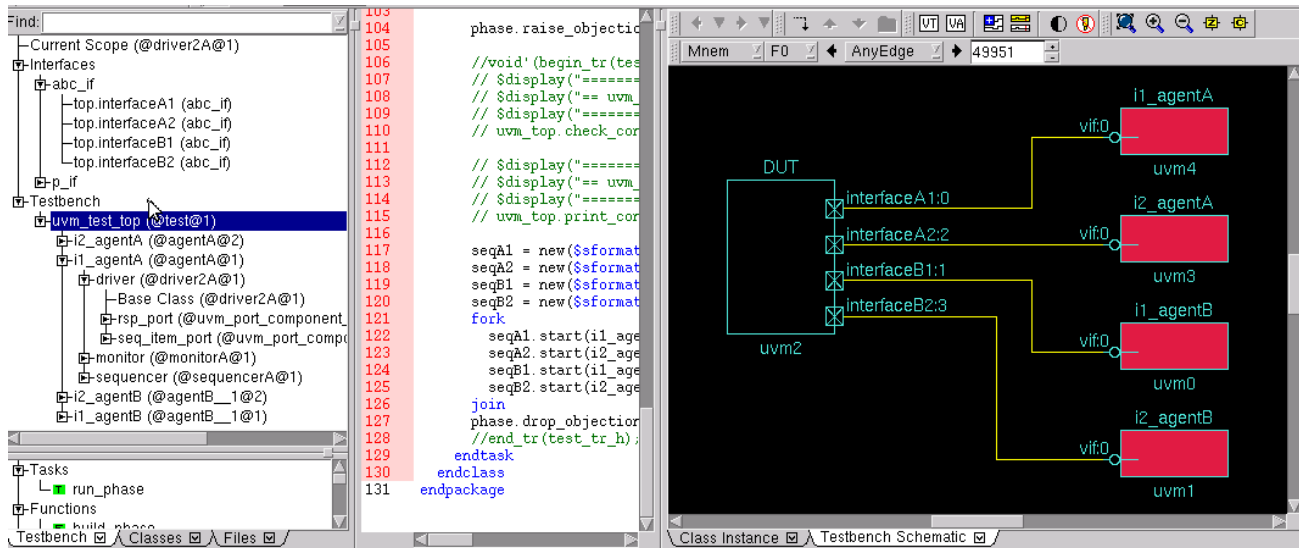 Find:
Current Scope (@driver2A@1)
Interfaces
abc_if
top.interfaceA1 (abc_if)
top.interfaceA2 (abc_if)
top.interfaceB1 (abc_if)
top.interfaceB2 (abc_if)
p_if
Testbench
uvm_test_top (@test@1)
i2_agentA (@agentA@2)
i1_agentA (@agentA@1)
driver (@driver2A@1)
Base Class (@driver2A@1)
rsp_port (@uvm_port_component_
seq_item_port (@uvm_port_compo
monitor (@monitorA@1)
sequencer (@sequencerA@1)
i2_agentB (@agentB__1@2)
i1_agentB (@agentB__1@1)
Tasks
T run_phase
Functions
build_phase
Testbench Classes Files
103
104 phase.raise_objectio
105
106 //void'(begin_tr(tes
107 // $display("=======
108 // $display("== uvm_
109 // $display("=======
110 // uvm_top.check_cor
111
112 // $display("=======
113 // $display("== uvm_
114 // $display("=======
115 // uvm_top.print_cor
116
117 seqA1 = new($sformat
118 seqA2 = new($sformat
119 seqB1 = new($sformat
120 seqB2 = new($sformat
121 fork
122 seqA1.start(i1_age
123 seqA2.start(i2_age
124 seqB1.start(i1_age
125 seqB2.start(i2_age
126 join
127 phase.drop_objection
128 //end_tr(test_tr_h);
129 endtask
130 endclass
131 endpackage
VT VA
Mnem F0 AnyEdge 49951
DUT
uvm2
interfaceA1:0
interfaceA2:2
interfaceB1:1
interfaceB2:3
i1_agentA
vif:0
uvm4
i2_agentA
vif:0
uvm3
i1_agentB
vif:0
uvm0
i2_agentB
vif:0
uvm1
Class Instance Testbench Schematic